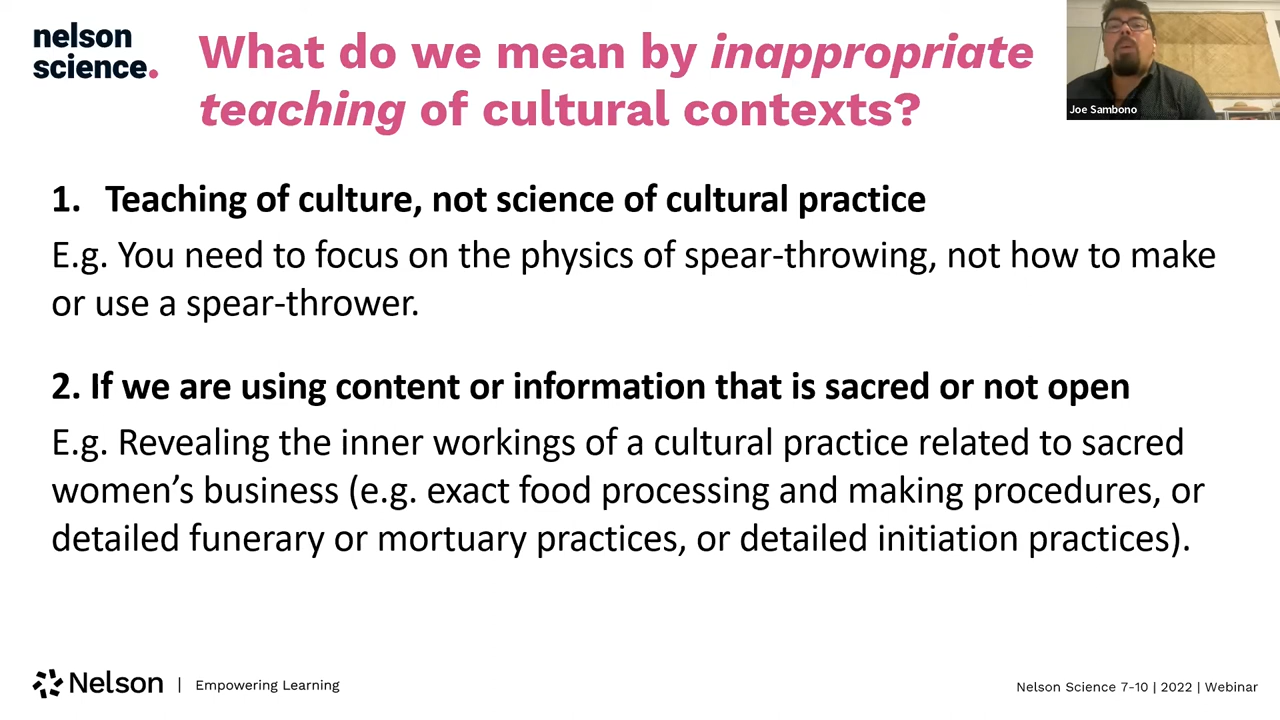 nelson
science.
What do we mean by inappropriate
teaching of cultural contexts?
Joe Sambono
1. Teaching of culture, not science of cultural practice
E.g. You need to focus on the physics of spear-throwing, not how to make
or use a spear-thrower.
2. If we are using content or information that is sacred or not open
E.g. Revealing the inner workings of a cultural practice related to sacred
women’s business (e.g. exact food processing and making procedures, or
detailed funerary or mortuary practices, or detailed initiation practices).
Nelson | Empowering Learning
Nelson Science 7-10 | 2022 | Webinar